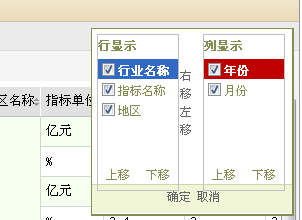 行显示 列显示
行业名称 年份
指标名称 月份
地区
右移
左移
上移 下移 上移 下移
确定 取消
区名称 指标单位
亿元
%
亿元
%